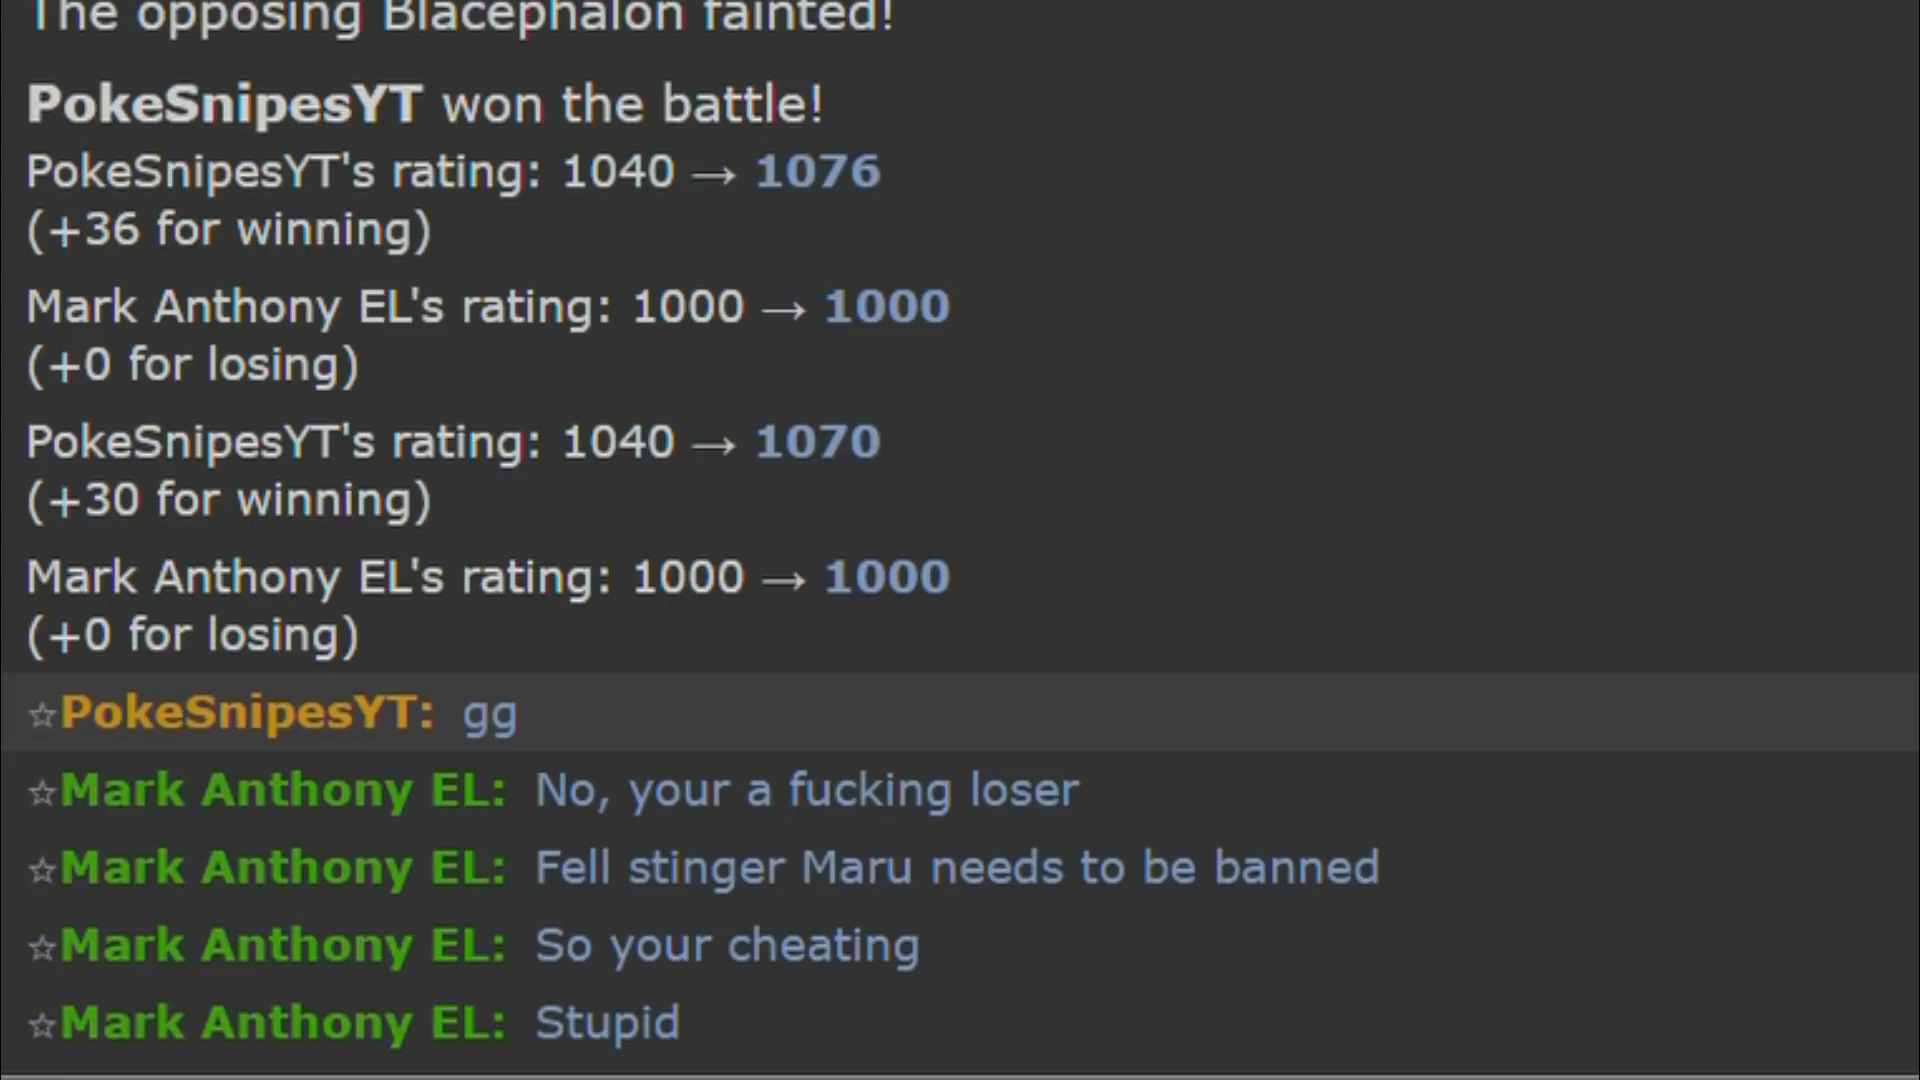 The opposing Blacephalon fainted!
PokeSnipesYT won the battle!
PokeSnipesYT's rating: 1040 → 1076
(+36 for winning)
Mark Anthony EL's rating: 1000 → 1000
(+0 for losing)
PokeSnipesYT's rating: 1040 → 1070
(+30 for winning)
Mark Anthony EL's rating: 1000 → 1000
(+0 for losing)
☆PokeSnipesYT: gg
☆Mark Anthony EL: No, your a fucking loser
☆Mark Anthony EL: Fell stinger Maru needs to be banned
☆Mark Anthony EL: So your cheating
☆Mark Anthony EL: Stupid